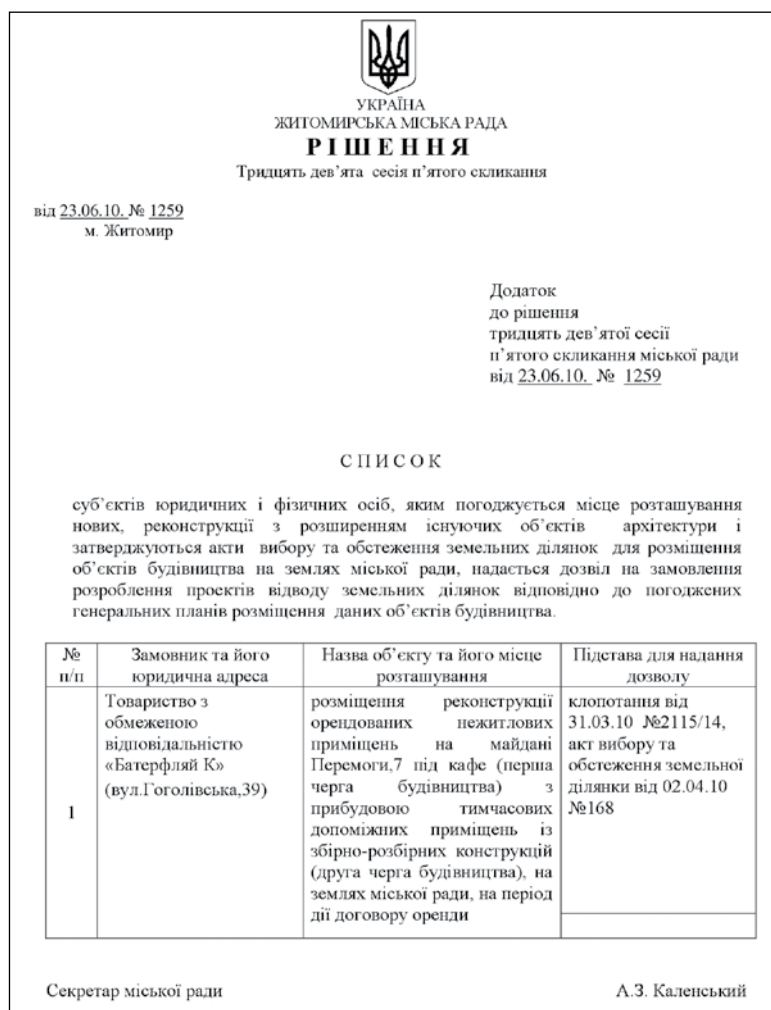 УКРАЇНА
ЖИТОМИРСЬКА МІСЬКА РАДА
Р І Ш Е Н Н Я
Тридцять дев'ята сесія п'ятого скликання
від 23.06.10. № 1259
м. Житомир
Додаток
до рішення
тридцять дев'ятої сесії
п'ятого скликання міської ради
від 23.06.10. № 1259
С П И С О К
суб'єктів юридичних і фізичних осіб, яким погоджується місце розташування
нових, реконструкції з розширенням існуючих об'єктів архітектури і
затверджуються акти вибору та обстеження земельних ділянок для розміщення
об'єктів будівництва на землях міської ради, надається дозвіл на замовлення
розроблення проектів відводу земельних ділянок відповідно до погоджених
генеральних планів розміщення даних об'єктів будівництва.
№ п/п
Замовник та його юридична адреса
Назва об'єкту та його місце розташування
Підстава для надання дозволу
1
Товариство з
обмеженою
відповідальністю
«Батерфляй К»
(вул.Гоголівська,39)
розміщення реконструкції
орендованих нежитлових
приміщень на майдані
Перемоги,7 під кафе (перша
черга будівництва) з
прибудовою тимчасових
допоміжних приміщень із
збірно-розбірних конструкцій
(друга черга будівництва), на
землях міської ради, на період
дії договору оренди
клопотання від
31.03.10 №2115/14,
акт вибору та
обстеження земельної
ділянки від 02.04.10
№168
Секретар міської ради
А.З. Каленський